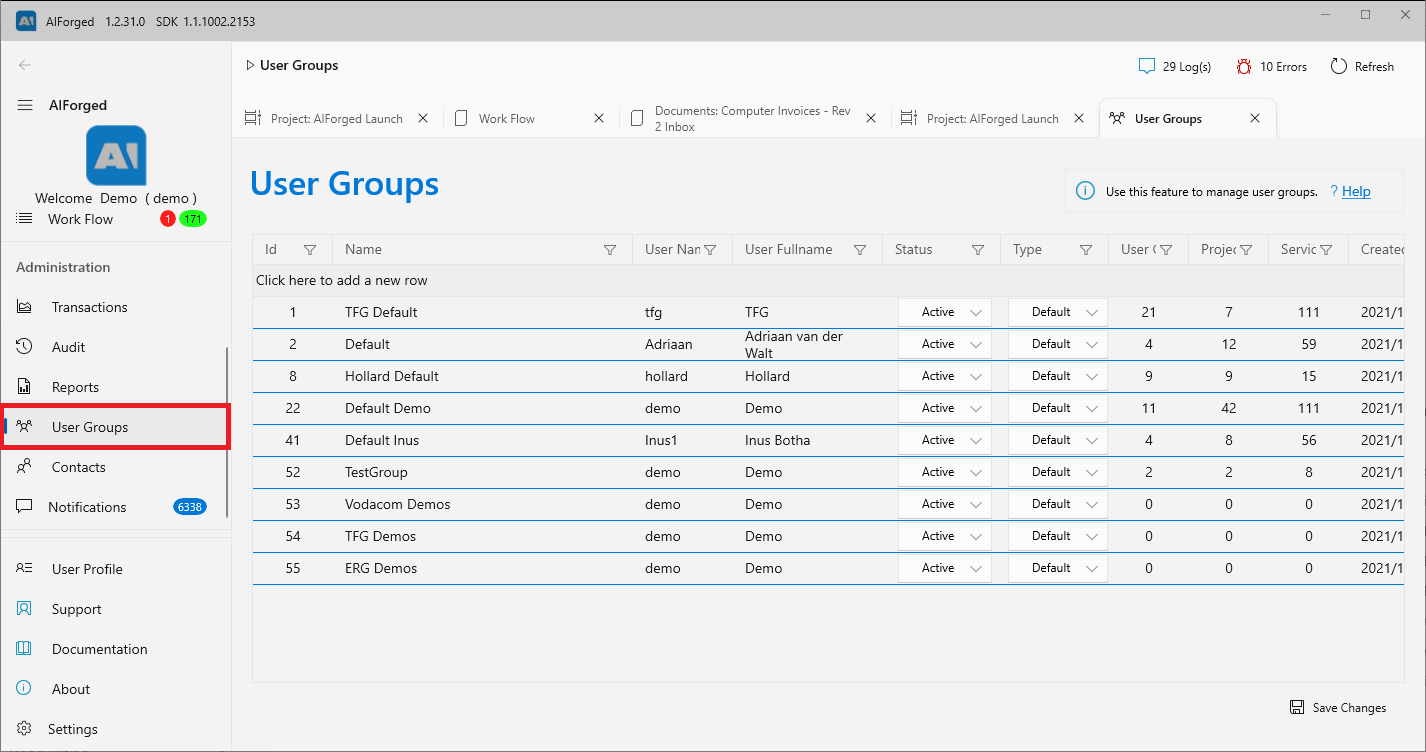 AIForged 1.2.31.0 SDK 1.1.1002.2153
AIForged
AI
Welcome Demo ( demo )
Work Flow 1 171
Administration
Transactions
Audit
Reports
User Groups
Contacts
Notifications 6338
User Profile
Support
Documentation
About
Settings
User Groups
29 Log(s) 10 Errors Refresh
Project: AIForged Launch
Work Flow
Documents: Computer Invoices - Rev
2 Inbox
Project: AIForged Launch
User Groups
User Groups
Use this feature to manage user groups. ? Help
Id Name User Nan User Fullname Status Type User Projec Servic Created
Click here to add a new row
1 TFG Default tfg TFG Active Default 21 7 111 2021/1
2 Default Adriaan Adriaan van der Active Default 4 12 59 2021/1
Walt
8 Hollard Default hollard Hollard Active Default 9 9 15 2021/1
22 Default Demo demo Demo Active Default 11 42 111 2021/1
41 Default Inus Inus1 Inus Botha Active Default 4 8 56 2021/1
52 TestGroup demo Demo Active Default 2 2 8 2021/1
53 Vodacom Demos demo Demo Active Default 0 0 0 2021/1
54 TFG Demos demo Demo Active Default 0 0 0 2021/1
55 ERG Demos demo Demo Active Default 0 0 0 2021/1
Save Changes